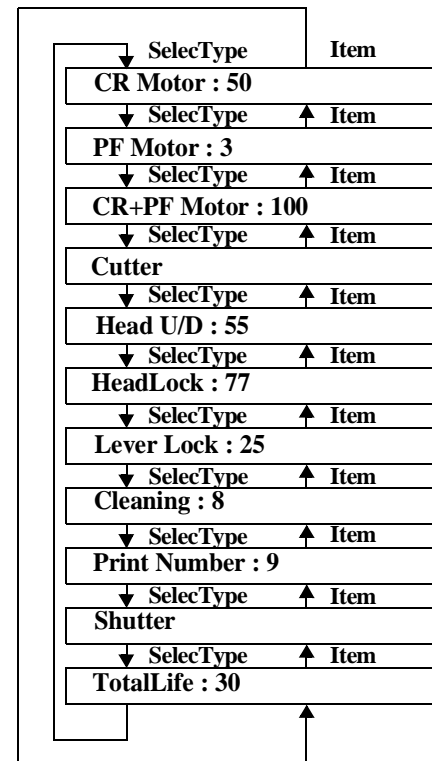 SelecType Item
CR Motor : 50
SelecType Item
PF Motor : 3
SelecType Item
CR+PF Motor : 100
SelecType Item
Cutter
SelecType Item
Head U/D : 55
SelecType Item
HeadLock : 77
SelecType Item
Lever Lock : 25
SelecType Item
Cleaning : 8
SelecType Item
Print Number : 9
SelecType Item
Shutter
SelecType Item
TotalLife : 30